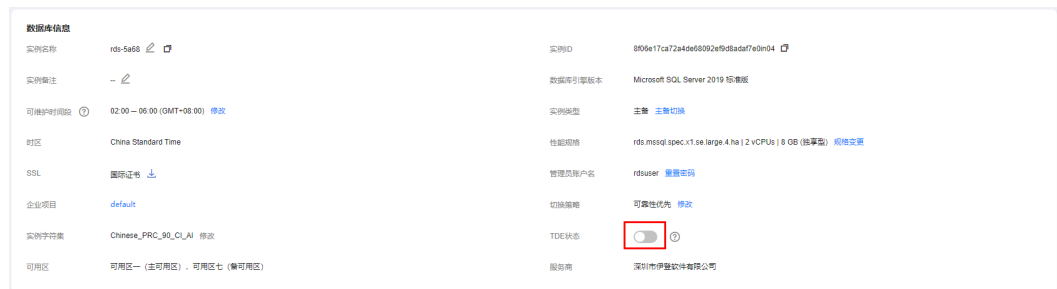 数据库信息
实例名称 rds-5a68 实例ID 8f06e17ca72a4de68092ef9d8adaf7e0in04
实例备注 -- 数据库引擎版本 Microsoft SQL Server 2019 标准版
可维护时间段 ? 02:00 — 06:00 (GMT+08:00) 修改 实例类型 主备 主备切换
时区 China Standard Time 性能规格 rds.mssql.spec.x1.se.large.4.ha | 2 vCPUs | 8 GB (独享型) 规格变更
SSL 国际证书 管理员账户名 rdsuser 重置密码
企业项目 default 切换策略 可靠性优先 修改
实例字符集 Chinese_PRC_90_CI_AI 修改 TDE状态 ?
可用区 可用区一（主可用区）, 可用区七（备可用区） 服务商 深圳市伊登软件有限公司